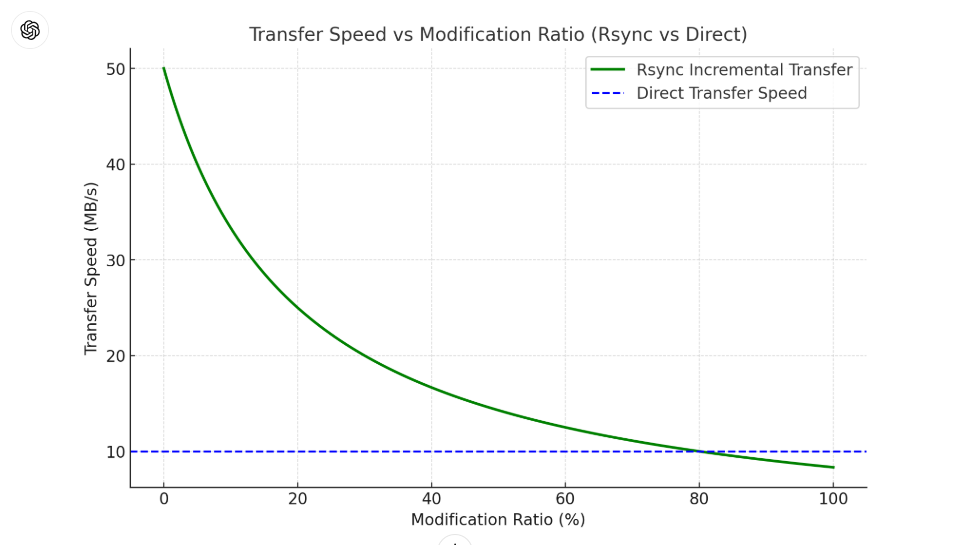 Transfer Speed vs Modification Ratio (Rsync vs Direct)
Rsync Incremental Transfer
Direct Transfer Speed
Transfer Speed (MB/s)
50
40
30
20
10
0 20 40 60 80 100
Modification Ratio (%)